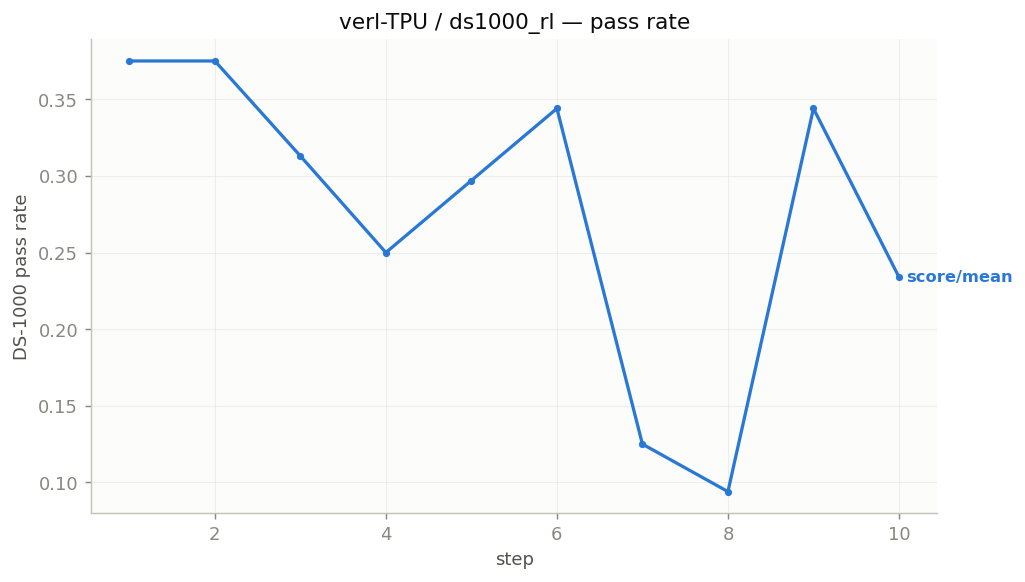 verl-TPU / ds1000_rl — pass rate
DS-1000 pass rate
0.35
0.30
0.25
0.20
0.15
0.10
score/mean
2
4
6
8
10
step